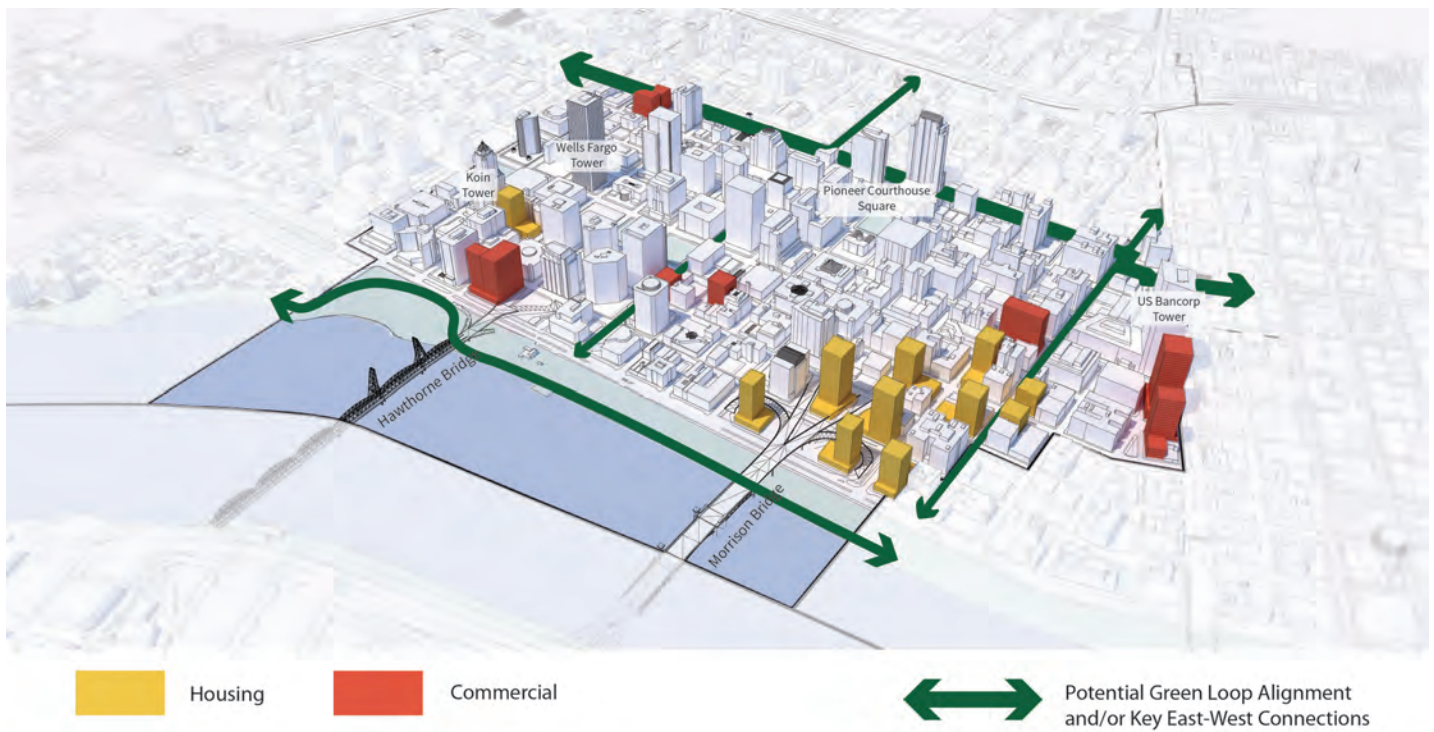 Wells Fargo
Tower
Koin
Tower
Pioneer Courthouse
Square
US Bancorp
Tower
Hawthorne Bridge
Morrison Bridge
Housing
Commercial
Potential Green Loop Alignment
and/or Key East-West Connections